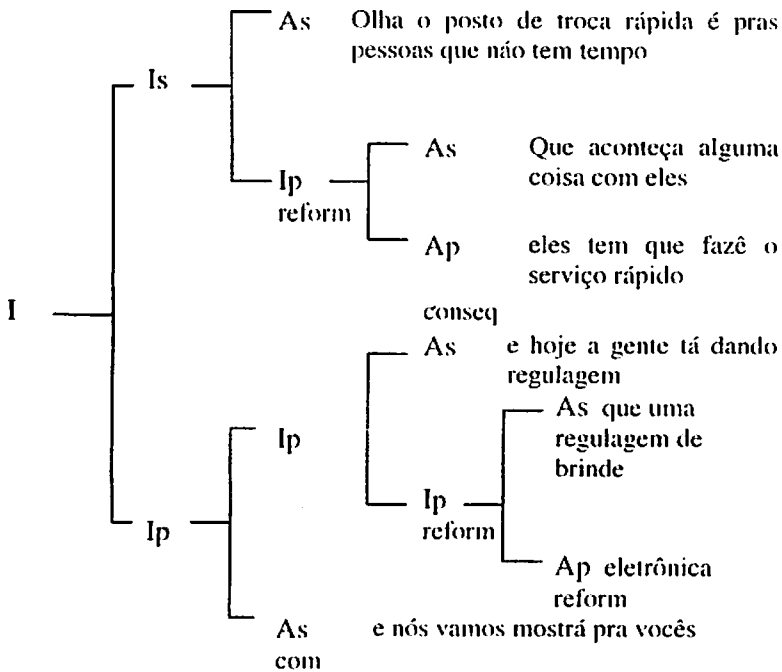 As Olha o posto de troca rápida é pras
pessoas que não tem tempo
Is
As Que aconteça alguma
coisa com eles
Ip
reform
Ap eles tem que fazê o
serviço rápido
conseq
I
As e hoje a gente tá dando
regulagem
As que uma
regulagem de
brinde
Ip
Ip
reform
Ip
Ap eletrônica
reform
As e nós vamos mostrá pra vocês
com